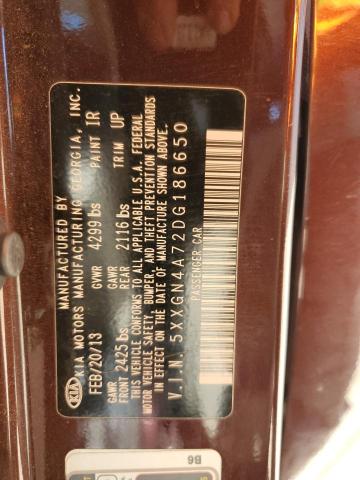 MANUFACTURED BY
KIA KIA MOTORS MANUFACTURING GEORGIA, INC.
FEB/20/13 GVWR 4299 lbs PAINT IR
GAWR FRONT 2425 lbs GAWR REAR 2116 lbs TRIM UP
THIS VEHICLE CONFORMS TO ALL APPLICABLE U.S.A. FEDERAL
MOTOR VEHICLE SAFETY, BUMPER, AND THEFT PREVENTION STANDARDS
IN EFFECT ON THE DATE OF MANUFACTURE SHOWN ABOVE.
V.I.N. 5XXGN4A72DG186650
PASSENGER CAR
B6